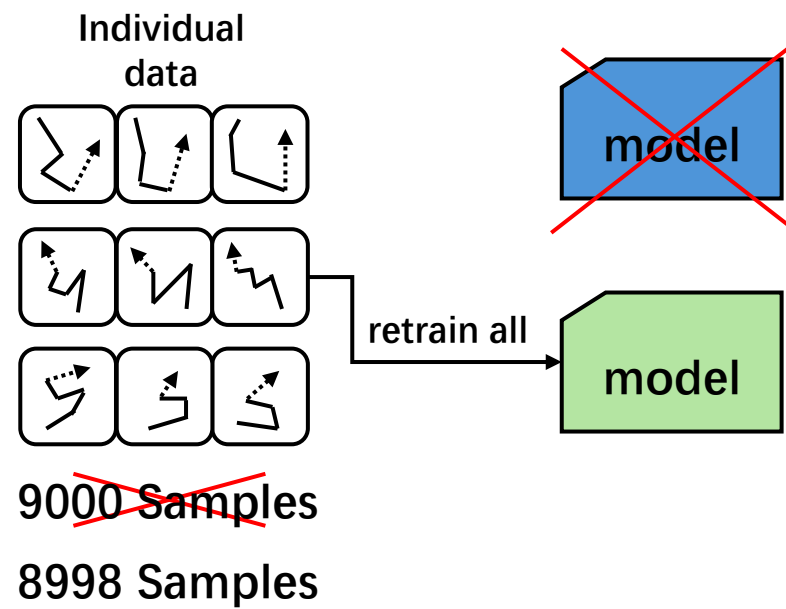 Individual
data
model
retrain all
model
9000 Samples
8998 Samples